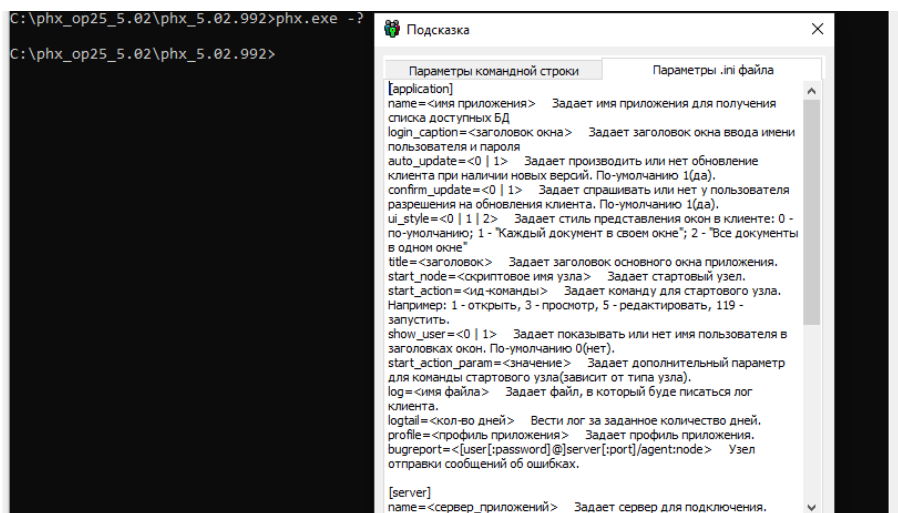 C:\phx_op25_5.02\phx_5.02.992>phx.exe -?
C:\phx_op25_5.02\phx_5.02.992>
Подсказка
Параметры командной строки
Параметры .ini файла
[application]
name=<имя приложения> Задает имя приложения для получения
списка доступных БД
login_caption=<заголовок окна> Задает заголовок окна ввода имени
пользователя и пароля
auto_update=<0 | 1> Задает производить или нет обновление
клиента при наличии новых версий. По-умолчанию 1(да).
confirm_update=<0 | 1> Задает спрашивать или нет у пользователя
разрешения на обновления клиента. По-умолчанию 1(да).
ui_style=<0 | 1 | 2> Задает стиль представления окон в клиенте: 0 -
по-умолчанию; 1 - "Каждый документ в своем окне"; 2 - "Все документы
в одном окне"
title=<заголовок> Задает заголовок основного окна приложения.
start_node=<скриптовое имя узла> Задает стартовый узел.
start_action=<ид-команды> Задает команду для стартового узла.
Например: 1 - открыть, 3 - просмотр, 5 - редактировать, 119 -
запустить.
show_user=<0 | 1> Задает показывать или нет имя пользователя в
заголовках окон. По-умолчанию 0(нет).
start_action_param=<значение> Задает дополнительный параметр
для команды стартового узла(зависит от типа узла).
log=<имя файла> Задает файл, в который буде писаться лог
клиента.
logtail=<кол-во дней> Вести лог за заданное количество дней.
profile=<профиль приложения> Задает профиль приложения.
bugreport=<[user[:password]@]server[:port]/agent:node> Узел
отправки сообщений об ошибках.
[server]
name=<сервер_приложений> Задает сервер для подключения.